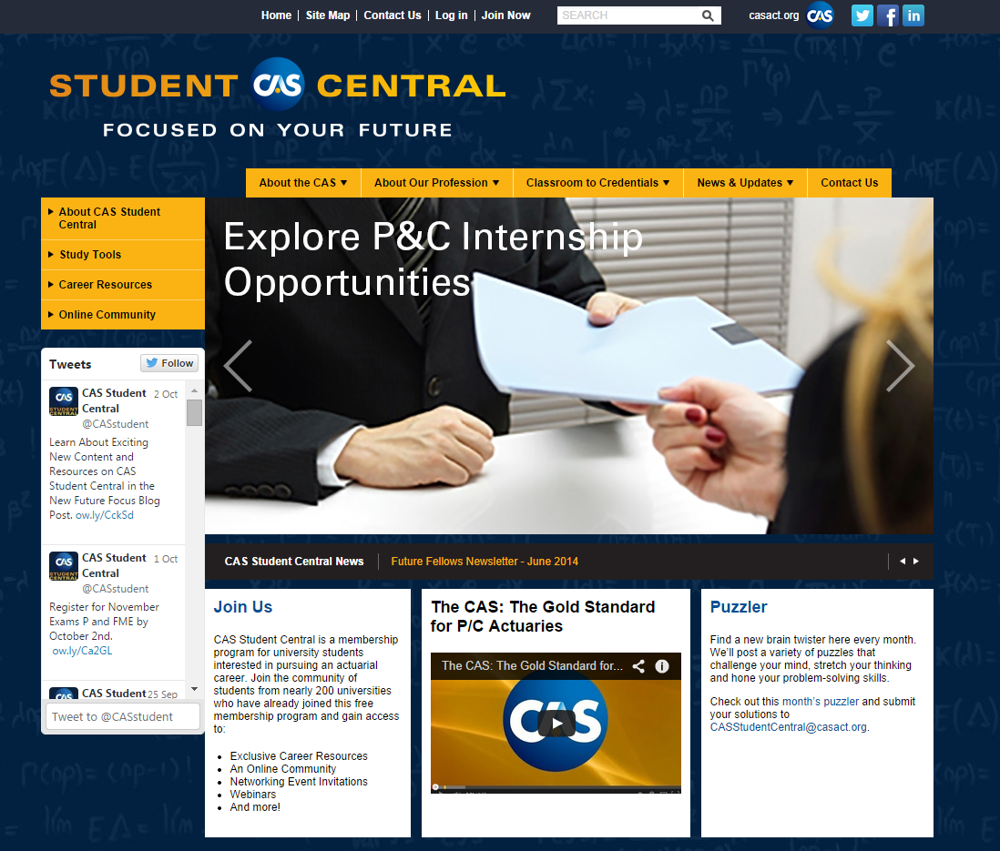 Home | Site Map | Contact Us | Log in | Join Now
SEARCH
casact.org CAS
STUDENT CAS CENTRAL
FOCUSED ON YOUR FUTURE
About the CAS
About Our Profession
Classroom to Credentials
News & Updates
Contact Us
About CAS Student
Central
Study Tools
Career Resources
Online Community
Explore P&C Internship
Opportunities
Tweets
Follow
CAS Student 2 Oct
Central
@CASstudent
Learn About Exciting
New Content and
Resources on CAS
Student Central in the
New Future Focus Blog
Post. ow.ly/CckSd
CAS Student 1 Oct
Central
@CASstudent
Register for November
Exams P and FME by
October 2nd.
ow.ly/Ca2GL
CAS Student 25 Sep
Tweet to @CASstudent
CAS Student Central News | Future Fellows Newsletter - June 2014
Join Us
CAS Student Central is a membership
program for university students
interested in pursuing an actuarial
career. Join the community of
students from nearly 200 universities
who have already joined this free
membership program and gain access
to:
• Exclusive Career Resources
• An Online Community
• Networking Event Invitations
• Webinars
• And more!
The CAS: The Gold Standard
for P/C Actuaries
The CAS: The Gold Standard for...
CAS
Puzzler
Find a new brain twister here every month.
We'll post a variety of puzzles that
challenge your mind, stretch your thinking
and hone your problem-solving skills.
Check out this month's puzzler and submit
your solutions to
CASStudentCentral@casact.org.